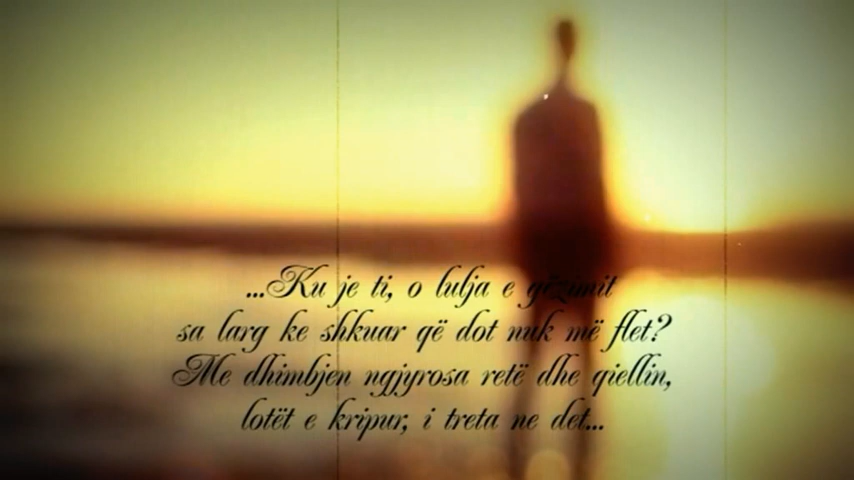 ...Ku je ti, o lulja e gëzimit
sa larg ke shkuar që dot nuk më flet?
Me dhimbjen ngjyrosa retë dhe qiellin,
lotët e kripur, i treta ne det...